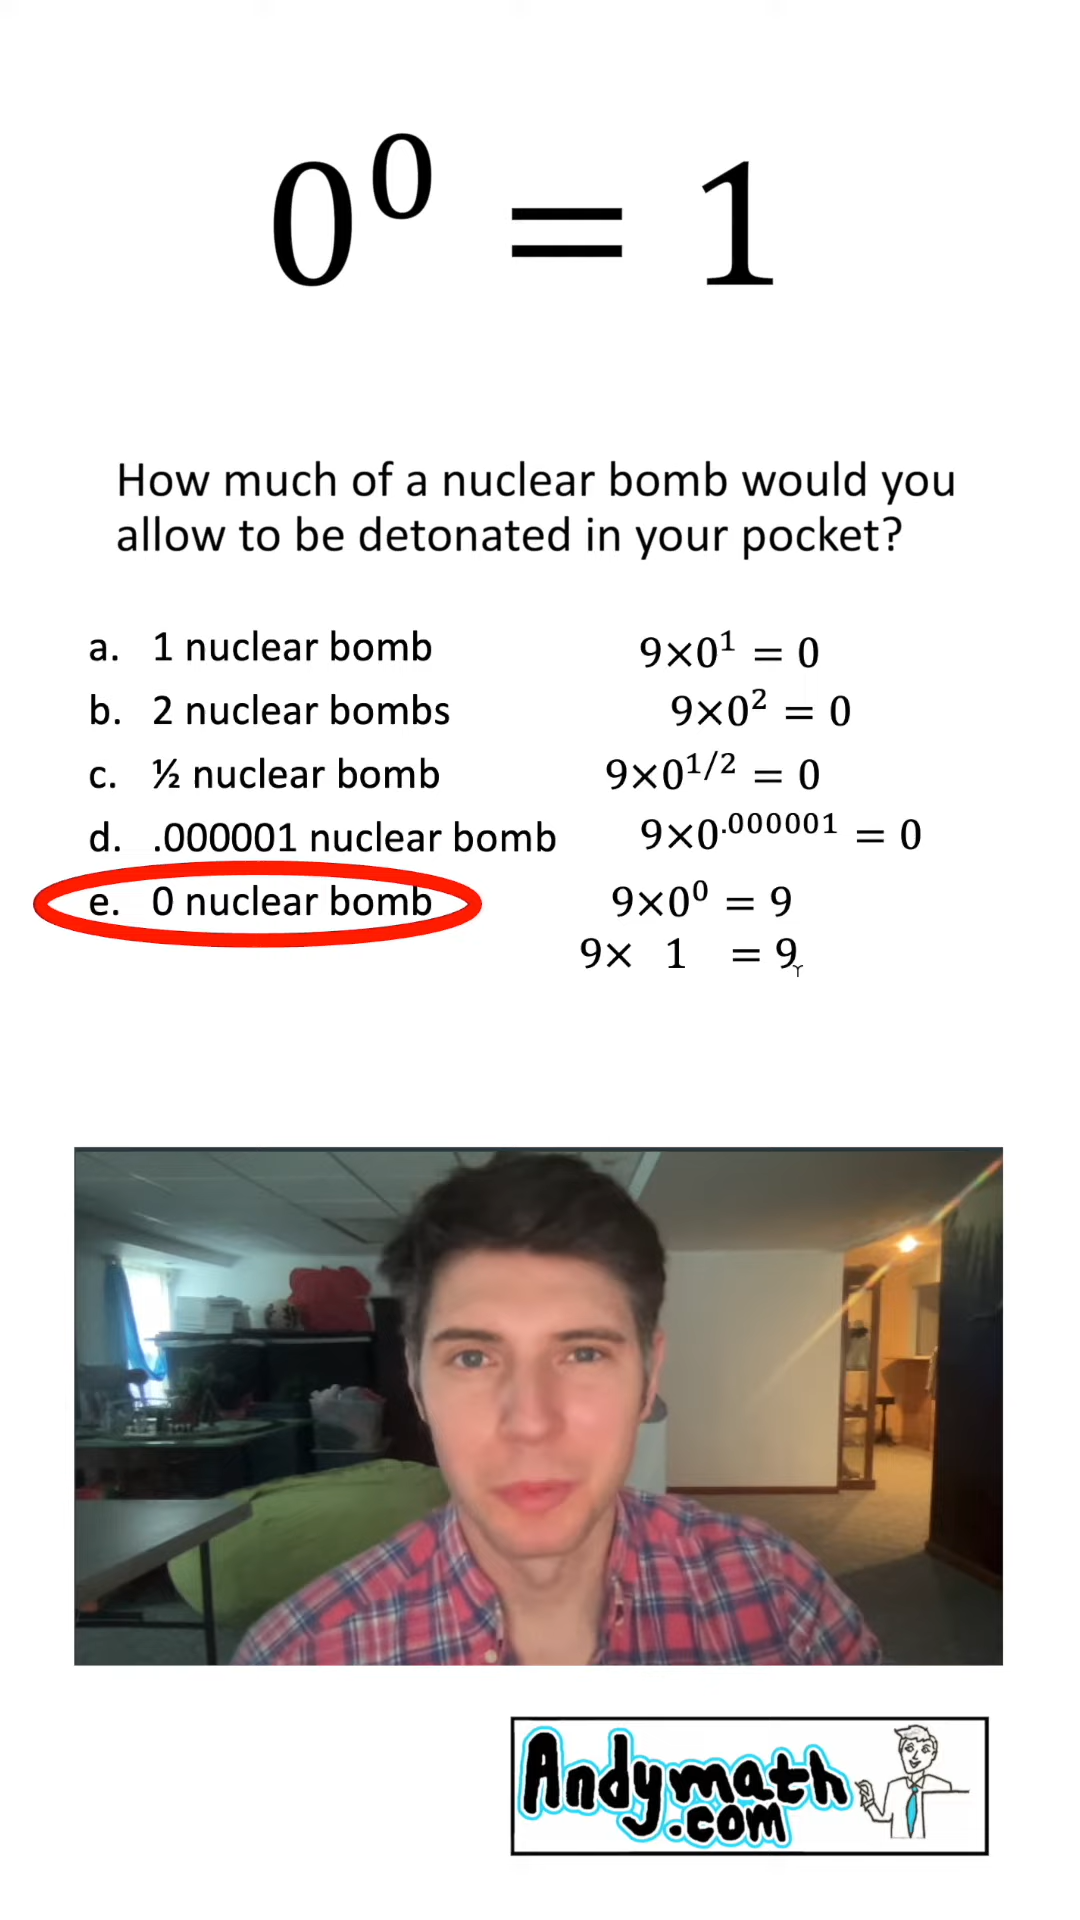 0⁰ = 1
How much of a nuclear bomb would you
allow to be detonated in your pocket?
a. 1 nuclear bomb 9×0¹ = 0
b. 2 nuclear bombs 9×0² = 0
c. ½ nuclear bomb 9×0^1/2 = 0
d. .000001 nuclear bomb 9×0^.000001 = 0
e. 0 nuclear bomb 9×0⁰ = 9
9× 1 = 9
Andymath
.com